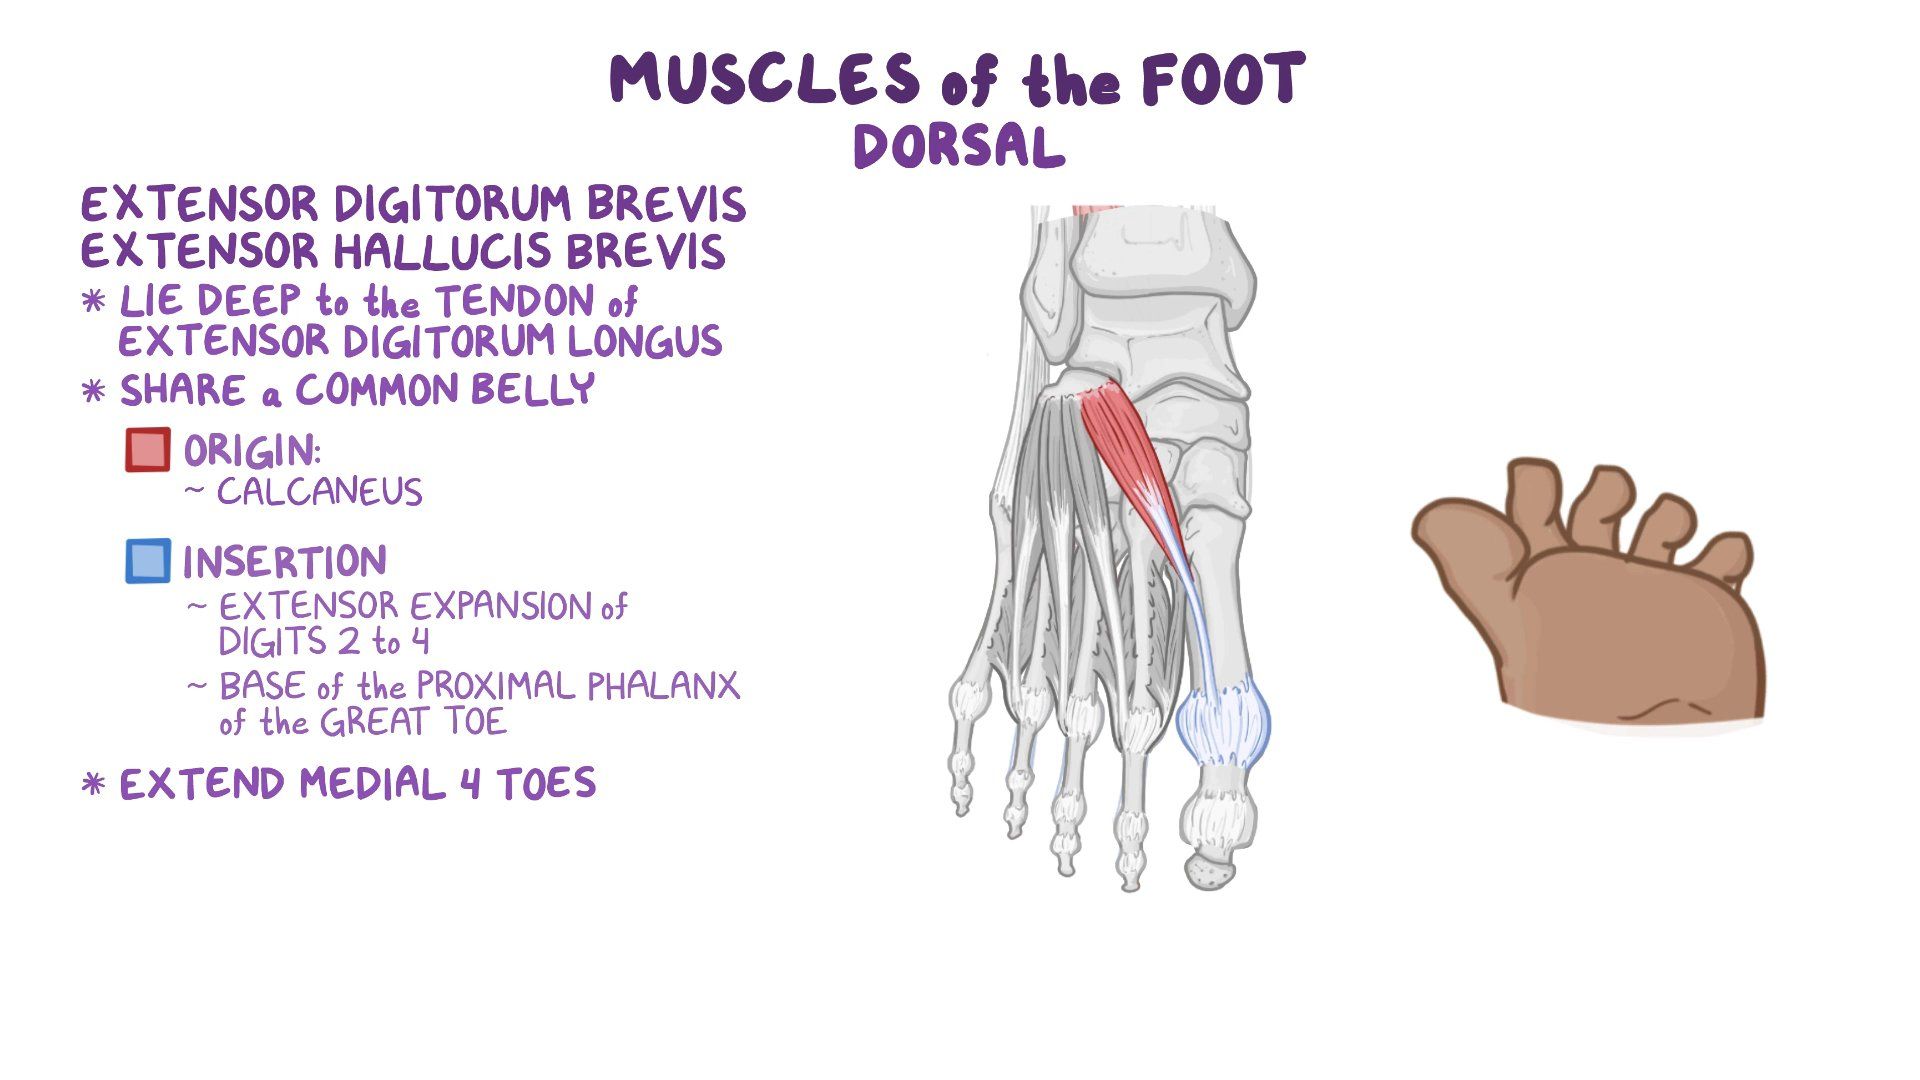 MUSCLES of the FOOT
DORSAL
EXTENSOR DIGITORUM BREVIS
EXTENSOR HALLUCIS BREVIS
* LIE DEEP to the TENDON of
EXTENSOR DIGITORUM LONGUS
* SHARE a COMMON BELLY
ORIGIN:
~ CALCANEUS
INSERTION
~ EXTENSOR EXPANSION of
DIGITS 2 to 4
~ BASE of the PROXIMAL PHALANX
of the GREAT TOE
* EXTEND MEDIAL 4 TOES